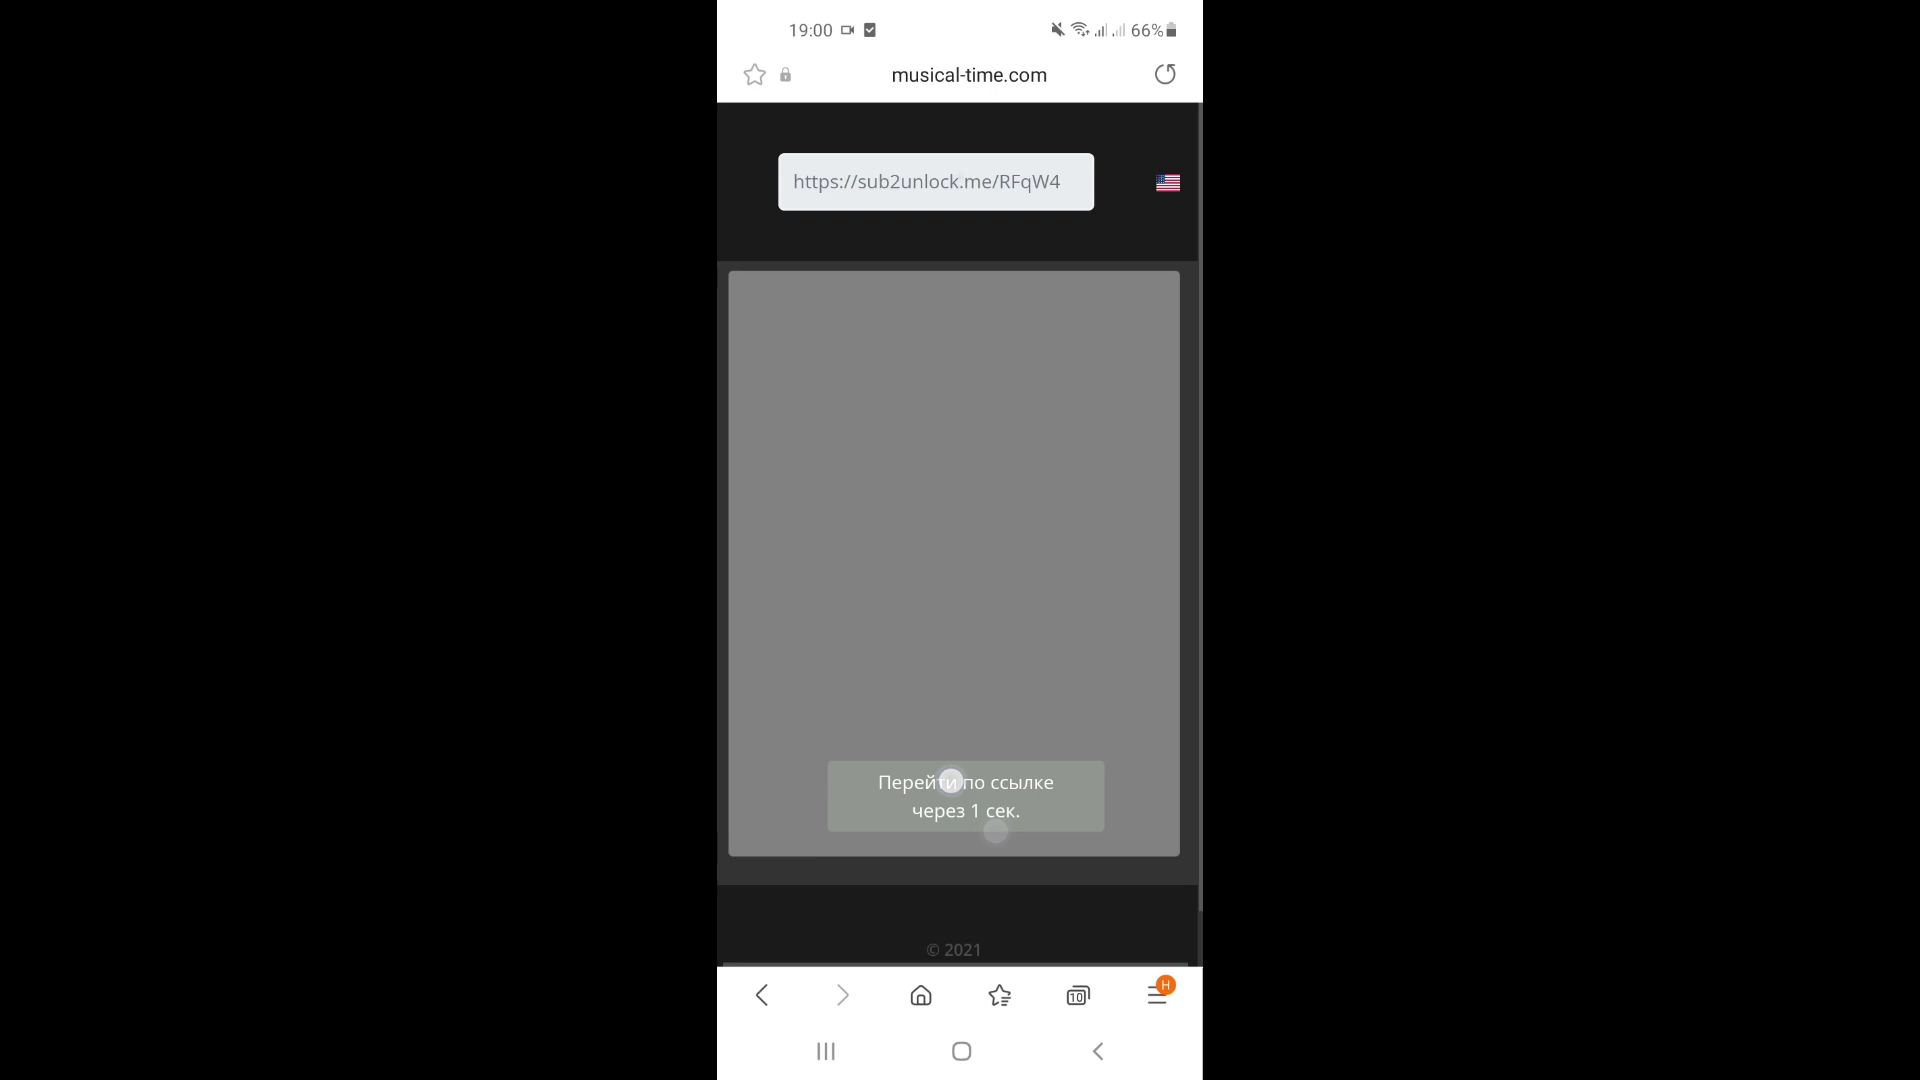 19:00 66%
musical-time.com
https://sub2unlock.me/RFqW4
Перейти по ссылке
через 1 сек.
© 2021
10
H